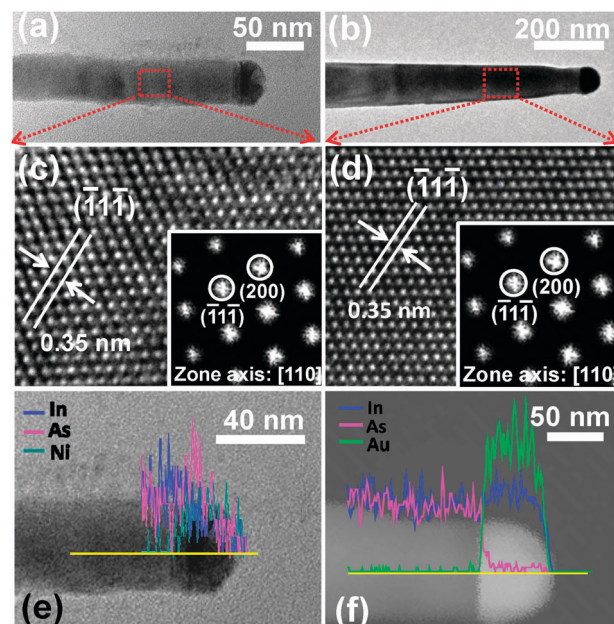 (a)
50 nm
(b)
200 nm
(c)
(1̅11̅)
0.35 nm
(200)
(1̅11̅)
Zone axis: [110]
(d)
(1̅11̅)
0.35 nm
(200)
(1̅11̅)
Zone axis: [110]
In
As
Ni
40 nm
(e)
In
As
Au
50 nm
(f)